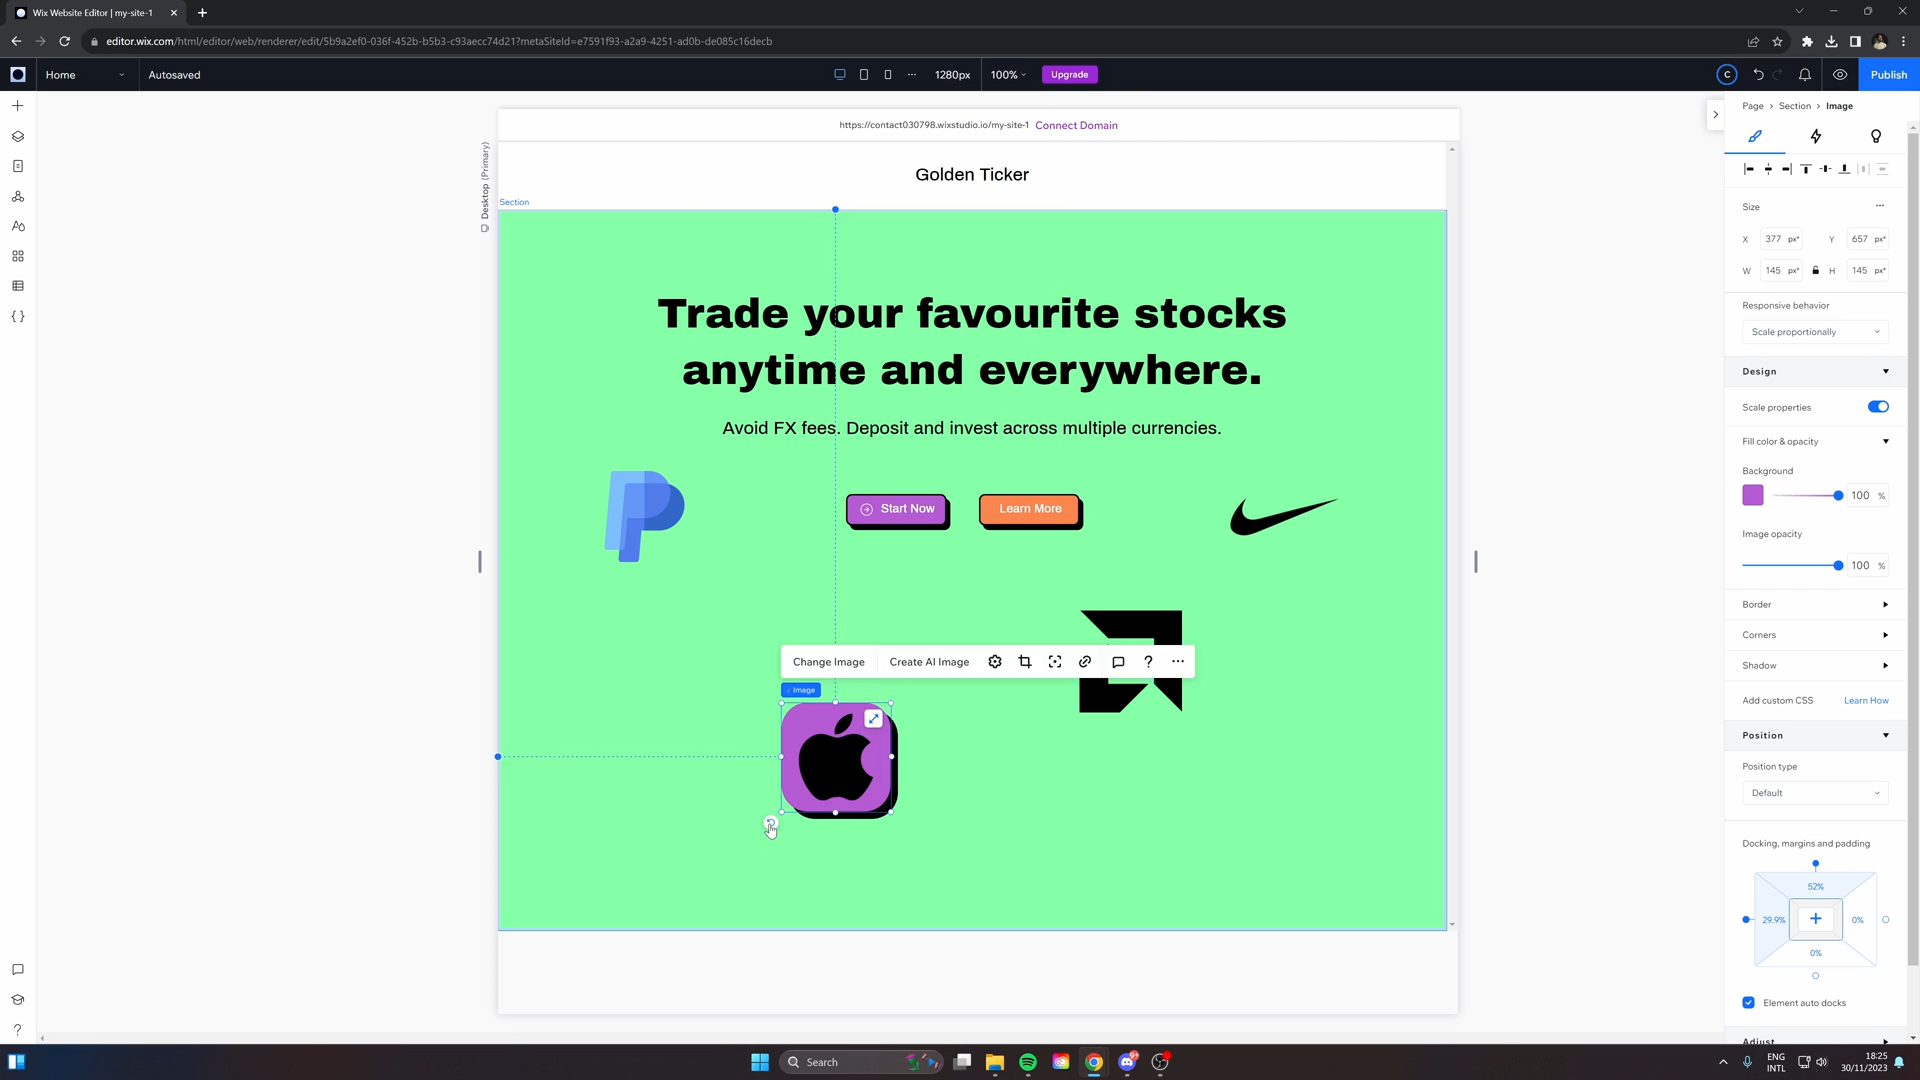 Wix Website Editor | my-site-1
editor.wix.com/html/editor/web/renderer/edit/5b9a2ef0-036f-452b-b5b3-c93aecc74d21?metaSiteId=e7591f93-a2a9-4251-ad0b-de085c16decb
Home
Autosaved
1280px
100%
Upgrade
C
Publish
https://contact030798.wixstudio.io/my-site-1 Connect Domain
Desktop (Primary)
Golden Ticker
Section
Trade your favourite stocks
anytime and everywhere.
Avoid FX fees. Deposit and invest across multiple currencies.
Start Now
Learn More
Change Image
Create AI Image
?
‹ Image
Page › Section › Image
Size
X 377 px* Y 657 px*
W 145 px* H 145 px*
Responsive behavior
Scale proportionally
Design
Scale properties
Fill color & opacity
Background
100 %
Image opacity
100 %
Border
Corners
Shadow
Add custom CSS Learn How
Position
Position type
Default
Docking, margins and padding
52%
29.9% + 0%
0%
Element auto docks
Adjust
?
Search
ENG
INTL
18:25
30/11/2023